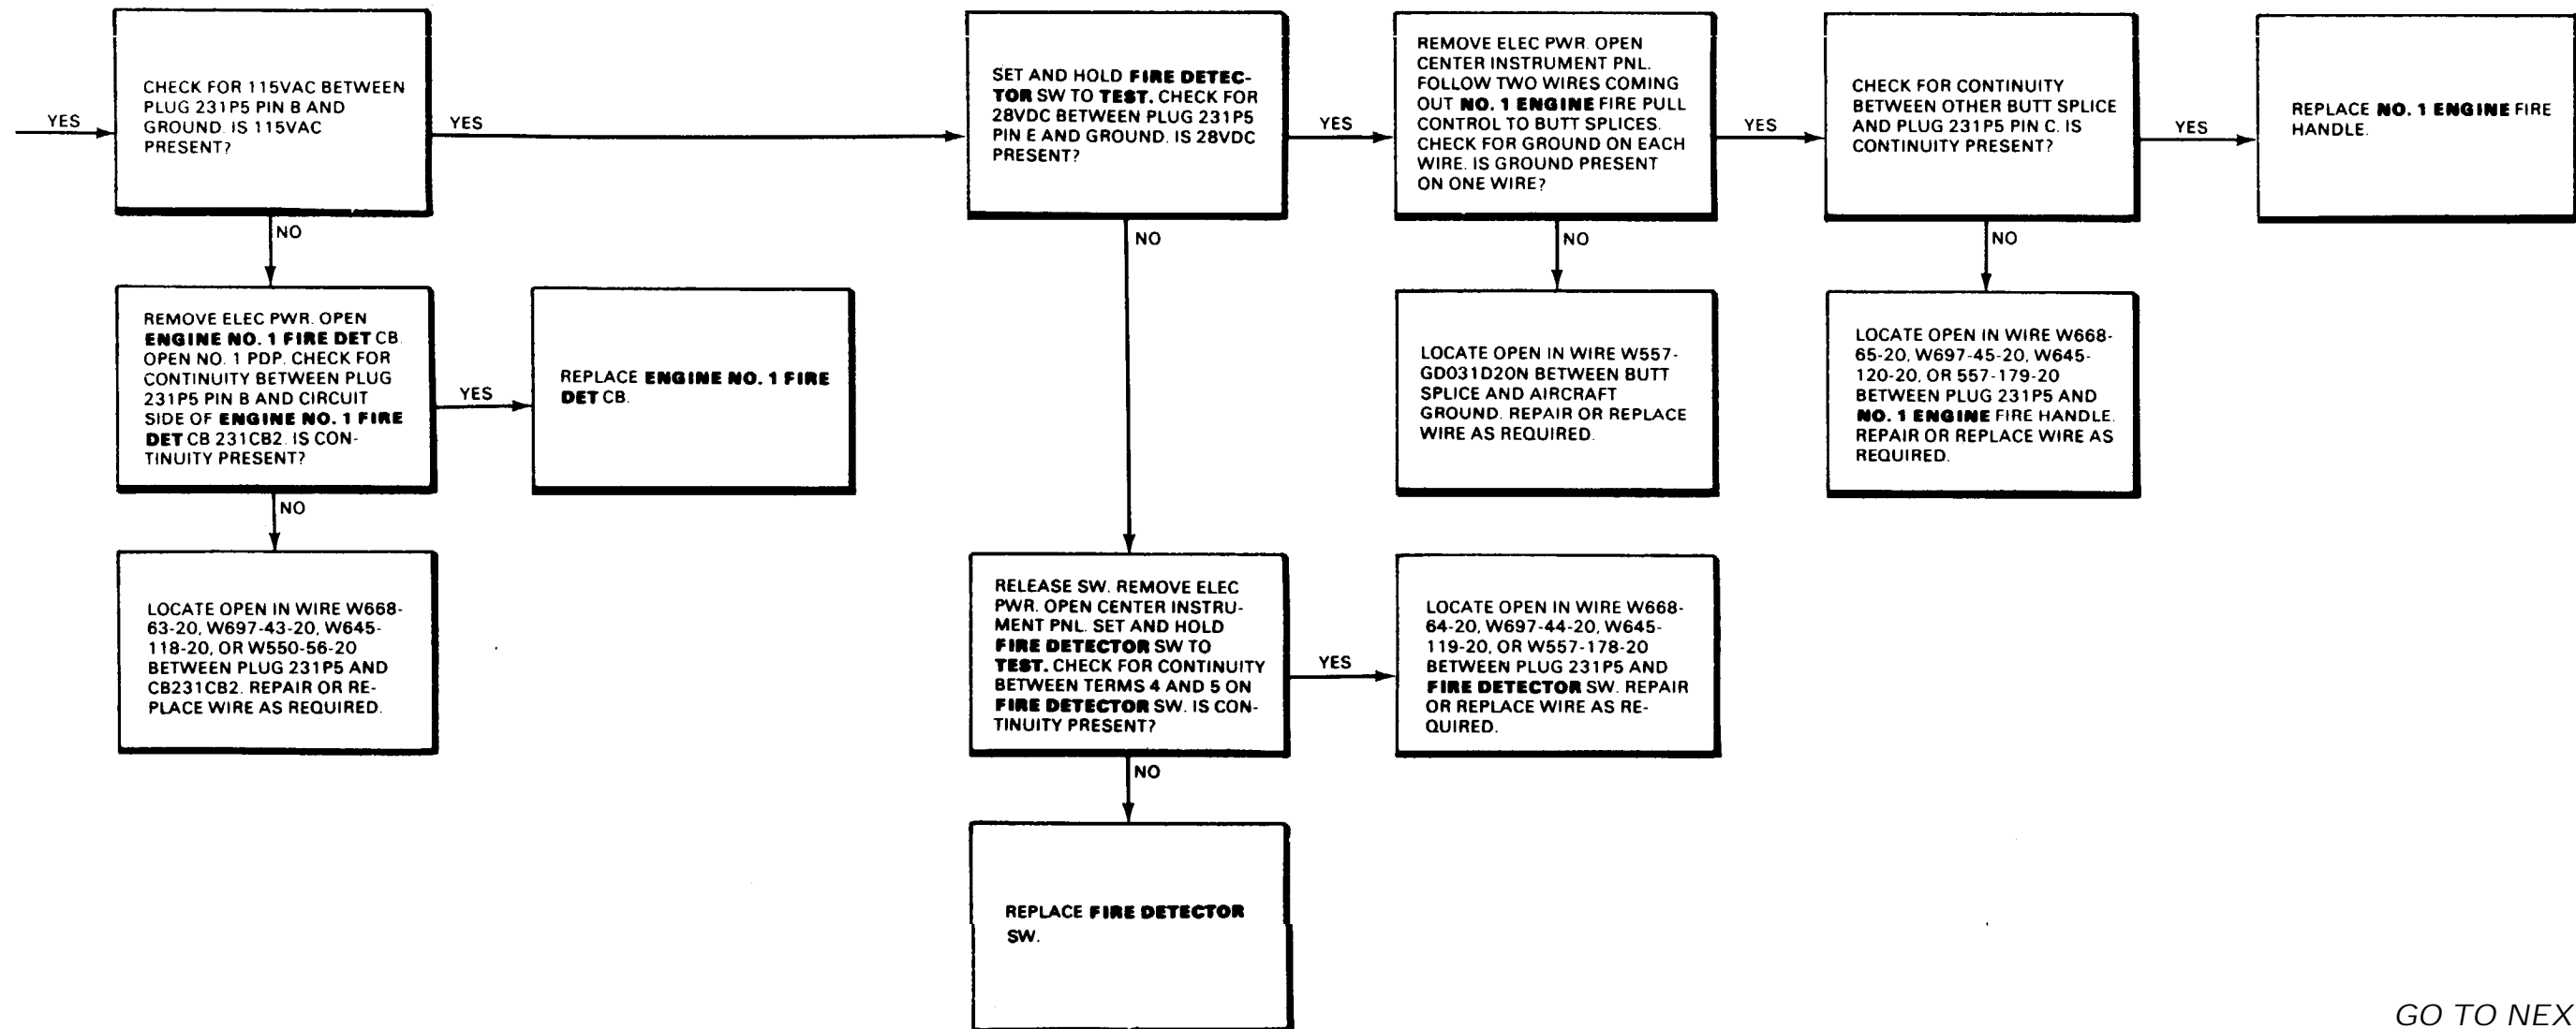 YES
CHECK FOR 115VAC BETWEEN
PLUG 231P5 PIN B AND
GROUND. IS 115VAC
PRESENT?
YES
SET AND HOLD FIRE DETEC-
TOR SW TO TEST. CHECK FOR
28VDC BETWEEN PLUG 231P5
PIN E AND GROUND. IS 28VDC
PRESENT?
YES
REMOVE ELEC PWR. OPEN
CENTER INSTRUMENT PNL.
FOLLOW TWO WIRES COMING
OUT NO. 1 ENGINE FIRE PULL
CONTROL TO BUTT SPLICES.
CHECK FOR GROUND ON EACH
WIRE. IS GROUND PRESENT
ON ONE WIRE?
YES
CHECK FOR CONTINUITY
BETWEEN OTHER BUTT SPLICE
AND PLUG 231P5 PIN C. IS
CONTINUITY PRESENT?
YES
REPLACE NO. 1 ENGINE FIRE
HANDLE.
NO
NO
NO
NO
REMOVE ELEC PWR. OPEN
ENGINE NO. 1 FIRE DET CB.
OPEN NO. 1 PDP. CHECK FOR
CONTINUITY BETWEEN PLUG
231P5 PIN B AND CIRCUIT
SIDE OF ENGINE NO. 1 FIRE
DET CB 231CB2. IS CON-
TINUITY PRESENT?
YES
REPLACE ENGINE NO. 1 FIRE
DET CB.
LOCATE OPEN IN WIRE W557-
GD031D20N BETWEEN BUTT
SPLICE AND AIRCRAFT
GROUND. REPAIR OR REPLACE
WIRE AS REQUIRED.
LOCATE OPEN IN WIRE W668-
65-20, W697-45-20, W645-
120-20, OR 557-179-20
BETWEEN PLUG 231P5 AND
NO. 1 ENGINE FIRE HANDLE.
REPAIR OR REPLACE WIRE AS
REQUIRED.
NO
LOCATE OPEN IN WIRE W668-
63-20, W697-43-20, W645-
118-20, OR W550-56-20
BETWEEN PLUG 231P5 AND
CB231CB2. REPAIR OR RE-
PLACE WIRE AS REQUIRED.
RELEASE SW. REMOVE ELEC
PWR. OPEN CENTER INSTRU-
MENT PNL. SET AND HOLD
FIRE DETECTOR SW TO
TEST. CHECK FOR CONTINUITY
BETWEEN TERMS 4 AND 5 ON
FIRE DETECTOR SW. IS CON-
TINUITY PRESENT?
YES
LOCATE OPEN IN WIRE W668-
64-20, W697-44-20, W645-
119-20, OR W557-178-20
BETWEEN PLUG 231P5 AND
FIRE DETECTOR SW. REPAIR
OR REPLACE WIRE AS RE-
QUIRED.
NO
REPLACE FIRE DETECTOR
SW.
GO TO NEX